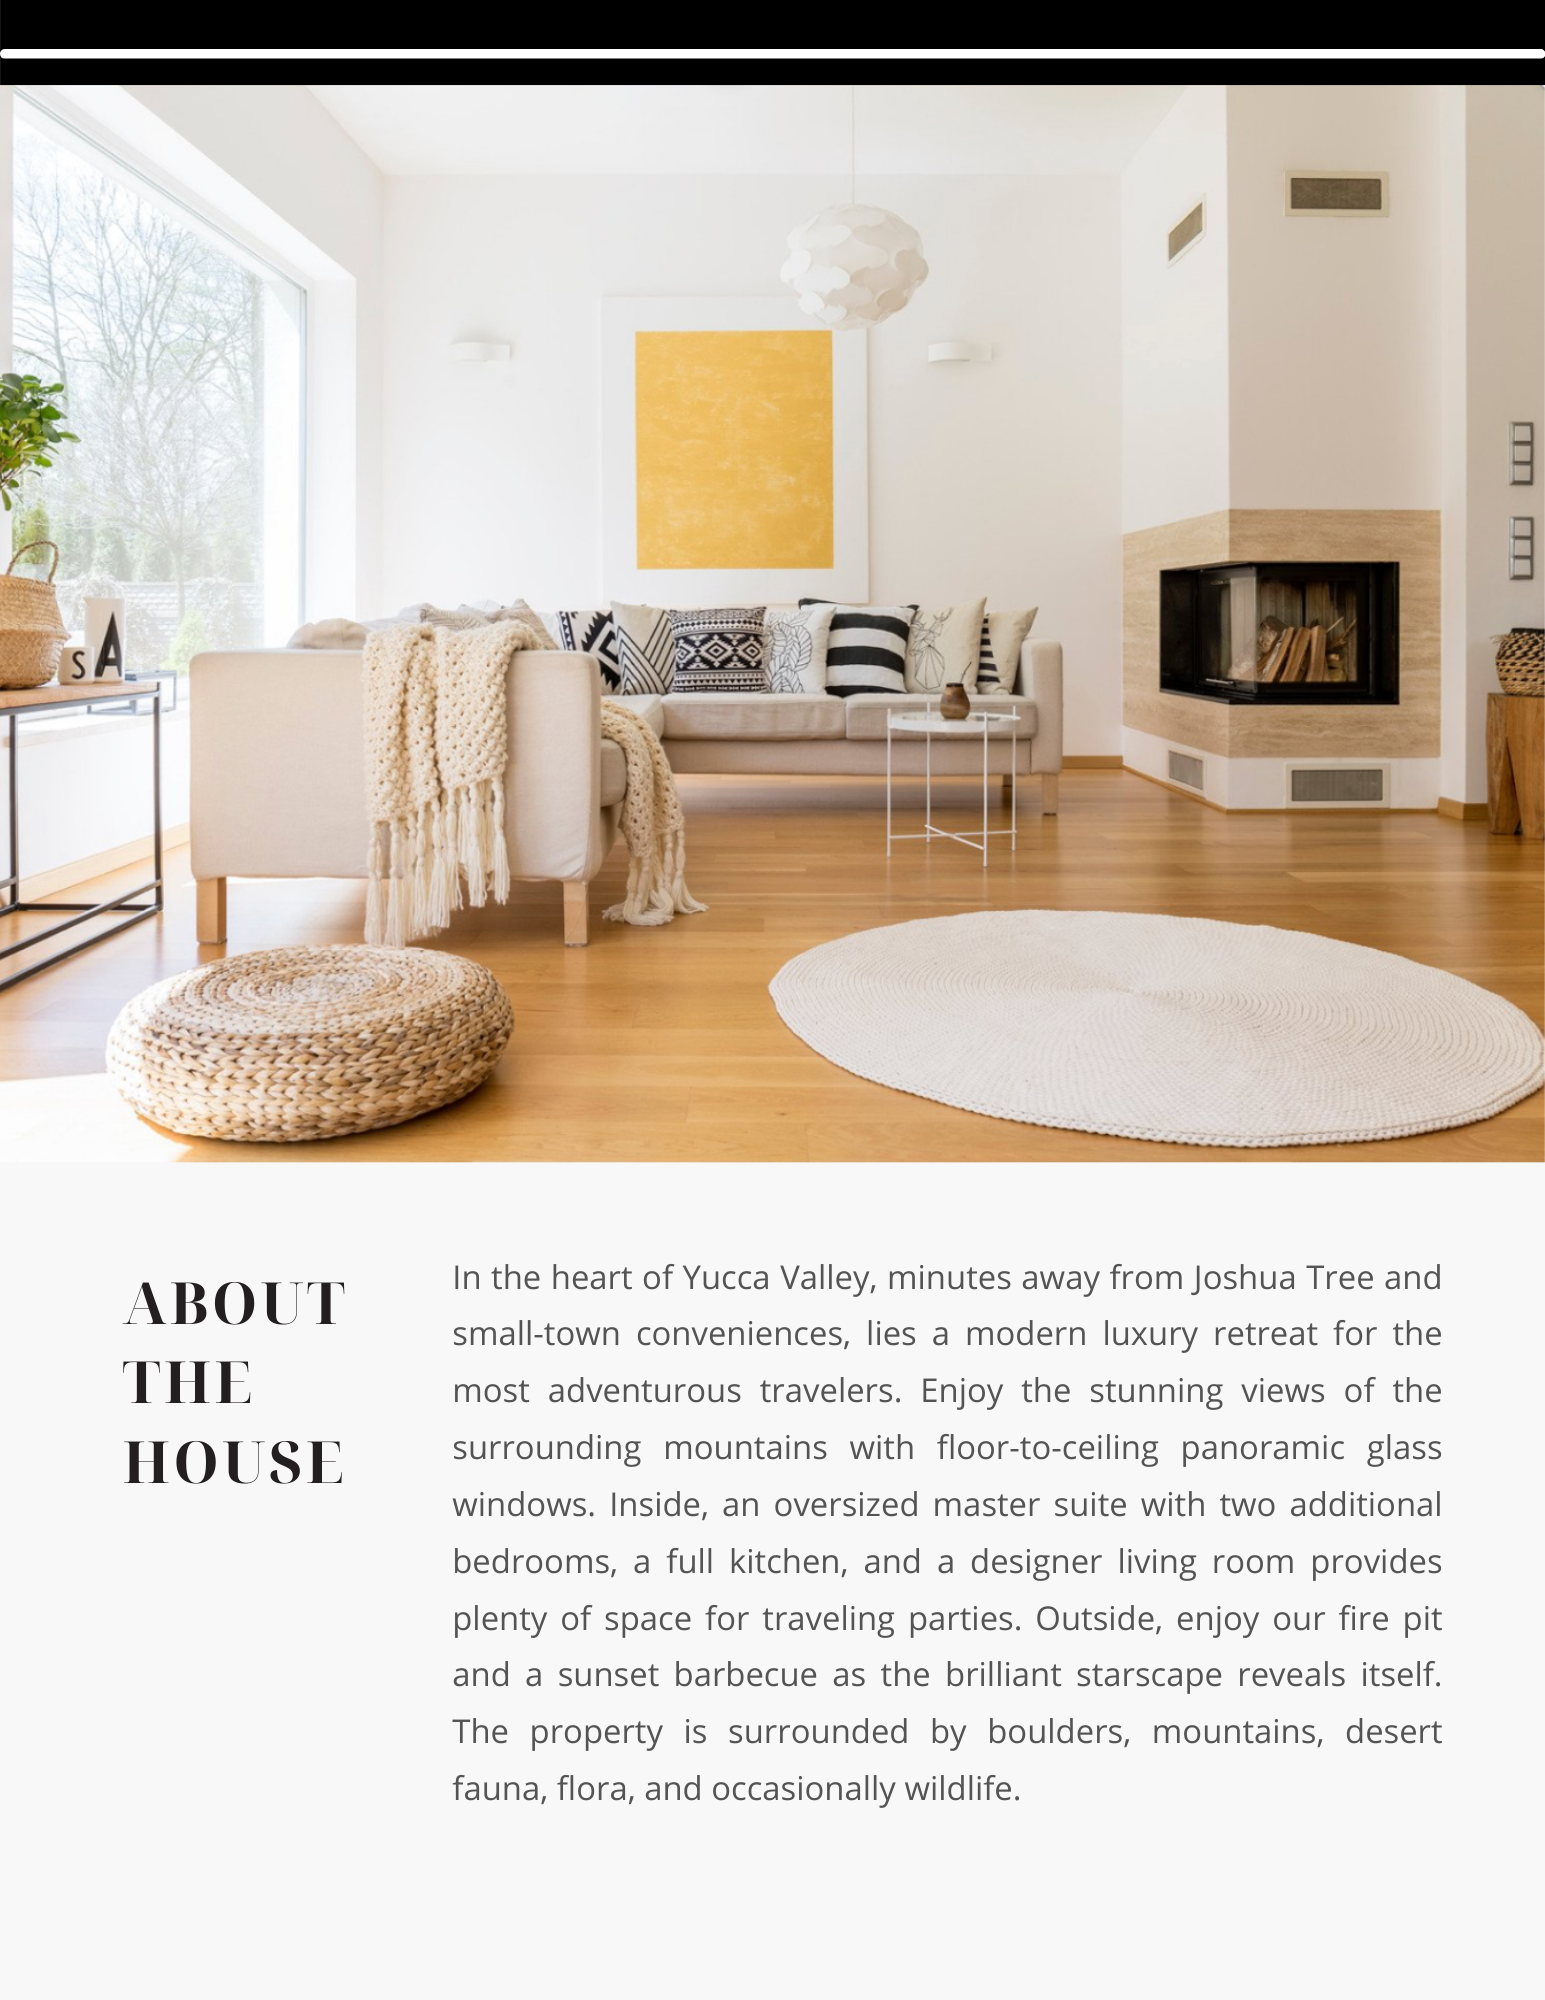 S A
ABOUT
THE
HOUSE
In the heart of Yucca Valley, minutes away from Joshua Tree and
small-town conveniences, lies a modern luxury retreat for the
most adventurous travelers. Enjoy the stunning views of the
surrounding mountains with floor-to-ceiling panoramic glass
windows. Inside, an oversized master suite with two additional
bedrooms, a full kitchen, and a designer living room provides
plenty of space for traveling parties. Outside, enjoy our fire pit
and a sunset barbecue as the brilliant starscape reveals itself.
The property is surrounded by boulders, mountains, desert
fauna, flora, and occasionally wildlife.